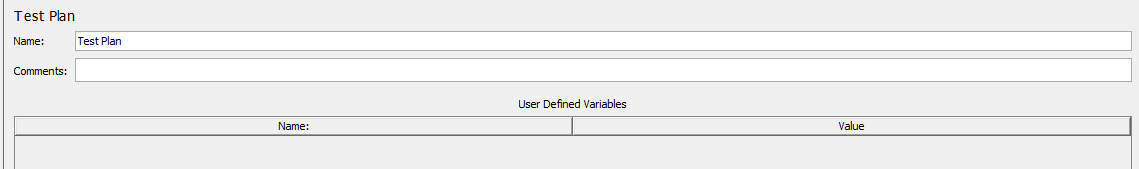 Test Plan
Name: Test Plan
Comments:
User Defined Variables
Name: Value